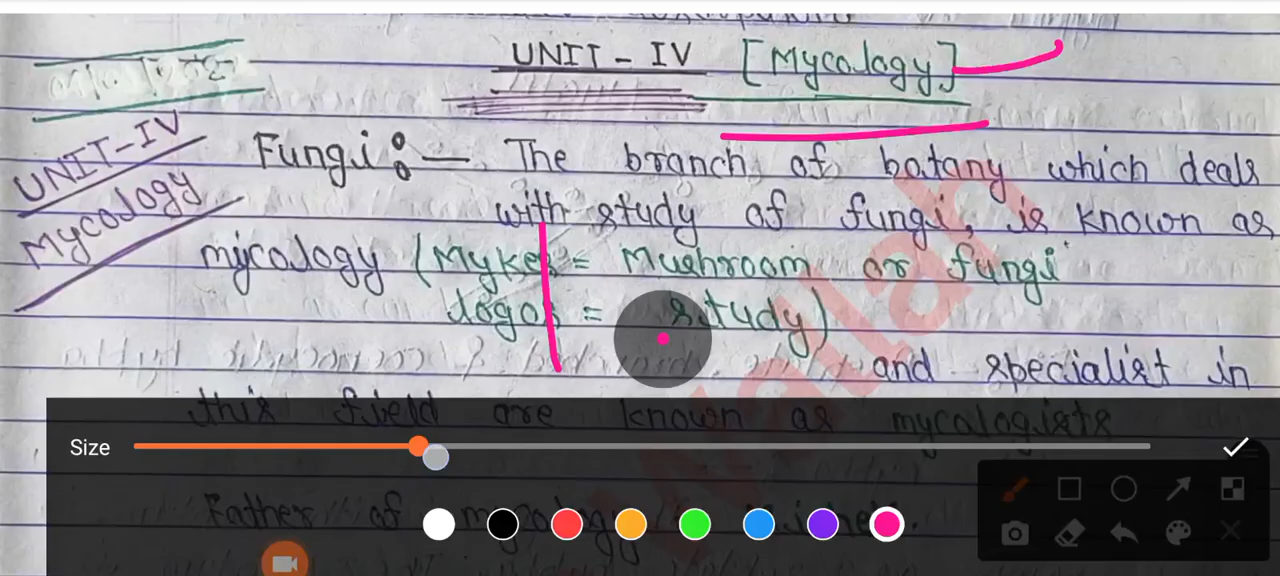 UNIT - IV [Mycology]
UNIT-IV
Mycology
Fungi :- The branch of botany which deals
with study of fungi, is known as
mycology (Mykes = Mushroom or fungi
logos = study)
and specialist in
this field are known as mycologists
Size
Father of